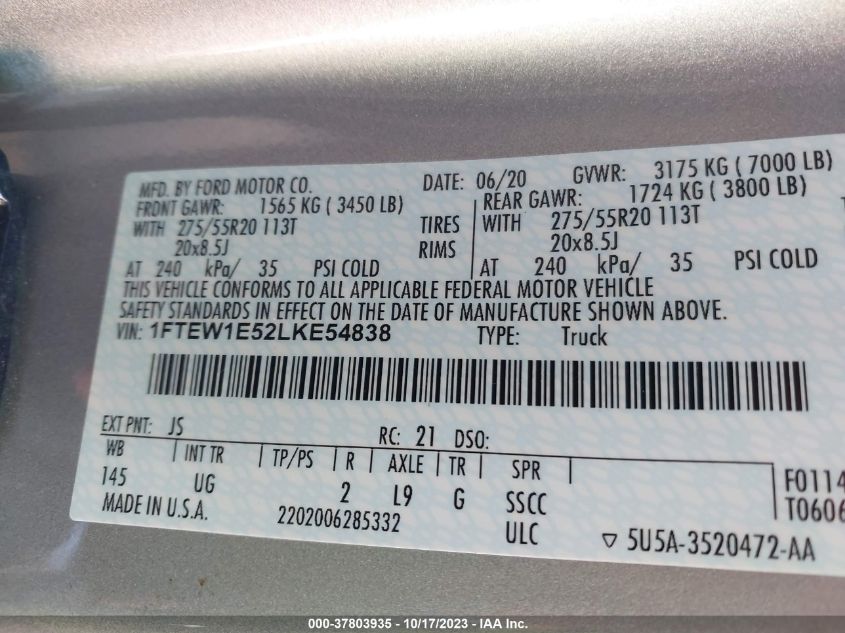 MFD. BY FORD MOTOR CO. DATE: 06/20 GVWR: 3175 KG ( 7000 LB)
FRONT GAWR: 1565 KG ( 3450 LB) REAR GAWR: 1724 KG ( 3800 LB)
WITH 275/55R20 113T TIRES WITH 275/55R20 113T
20x8.5J RIMS 20x8.5J
AT 240 kPa/ 35 PSI COLD AT 240 kPa/ 35 PSI COLD
THIS VEHICLE CONFORMS TO ALL APPLICABLE FEDERAL MOTOR VEHICLE
SAFETY STANDARDS IN EFFECT ON THE DATE OF MANUFACTURE SHOWN ABOVE.
VIN: 1FTEW1E52LKE54838 TYPE: Truck
EXT PNT: JS RC: 21 DSO:
WB INT TR TP/PS R AXLE TR SPR
145 UG 2 L9 G SSCC F0114
MADE IN U.S.A. 2202006285332 ULC T0606
▽ 5U5A-3520472-AA
000-37803935 - 10/17/2023 - IAA Inc.